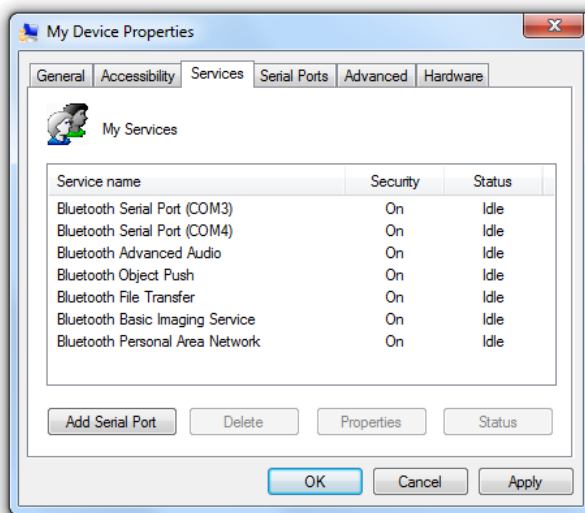 My Device Properties
General Accessibility Services Serial Ports Advanced Hardware
My Services
Service name Security Status
Bluetooth Serial Port (COM3) On Idle
Bluetooth Serial Port (COM4) On Idle
Bluetooth Advanced Audio On Idle
Bluetooth Object Push On Idle
Bluetooth File Transfer On Idle
Bluetooth Basic Imaging Service On Idle
Bluetooth Personal Area Network On Idle
Add Serial Port Delete Properties Status
OK Cancel Apply